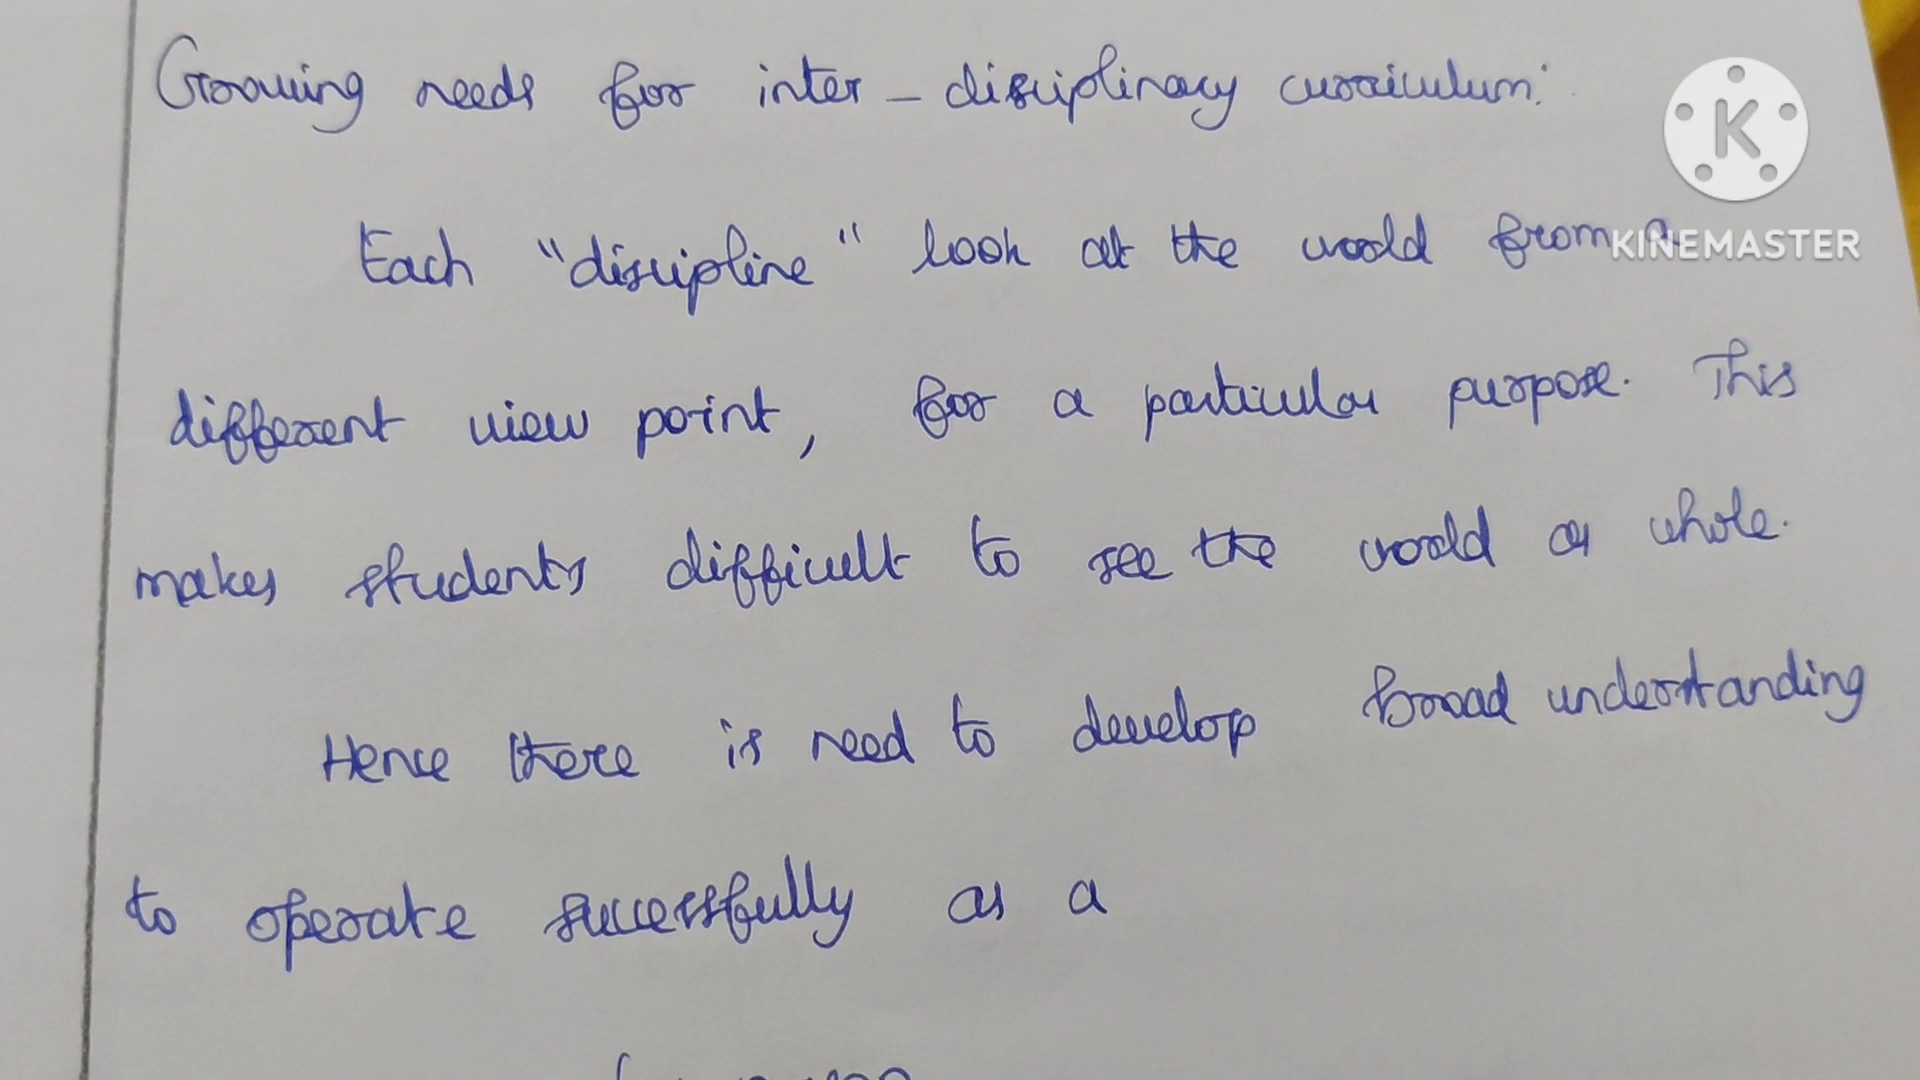 Growing needs for inter - disciplinary curriculum:
K
KINEMASTER
Each "discipline" look at the world from a
different view point, for a particular purpose. This
makes students difficult to see the world as whole.
Hence there is need to develop broad understanding
to operate successfully as a